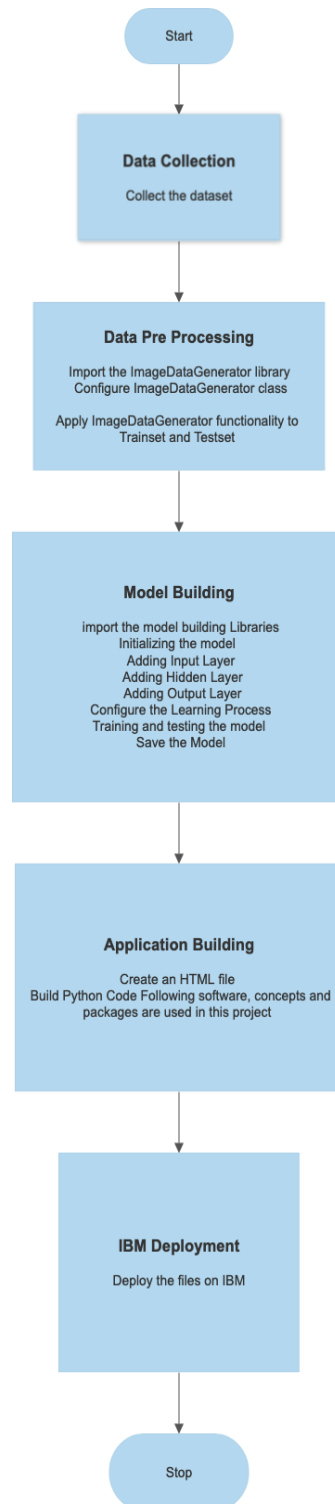 Start
Data Collection
Collect the dataset
Data Pre Processing
Import the ImageDataGenerator library
Configure ImageDataGenerator class
Apply ImageDataGenerator functionality to
Trainset and Testset
Model Building
import the model building Libraries
Initializing the model
Adding Input Layer
Adding Hidden Layer
Adding Output Layer
Configure the Learning Process
Training and testing the model
Save the Model
Application Building
Create an HTML file
Build Python Code Following software, concepts and
packages are used in this project
IBM Deployment
Deploy the files on IBM
Stop